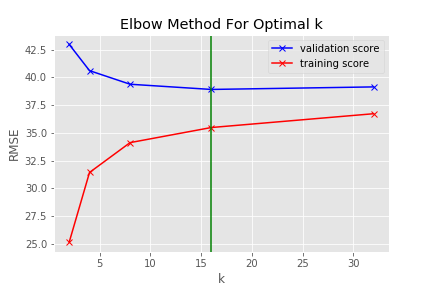 Elbow Method For Optimal k
validation score
training score
RMSE
42.5
40.0
37.5
35.0
32.5
30.0
27.5
25.0
5
10
15
20
25
30
k